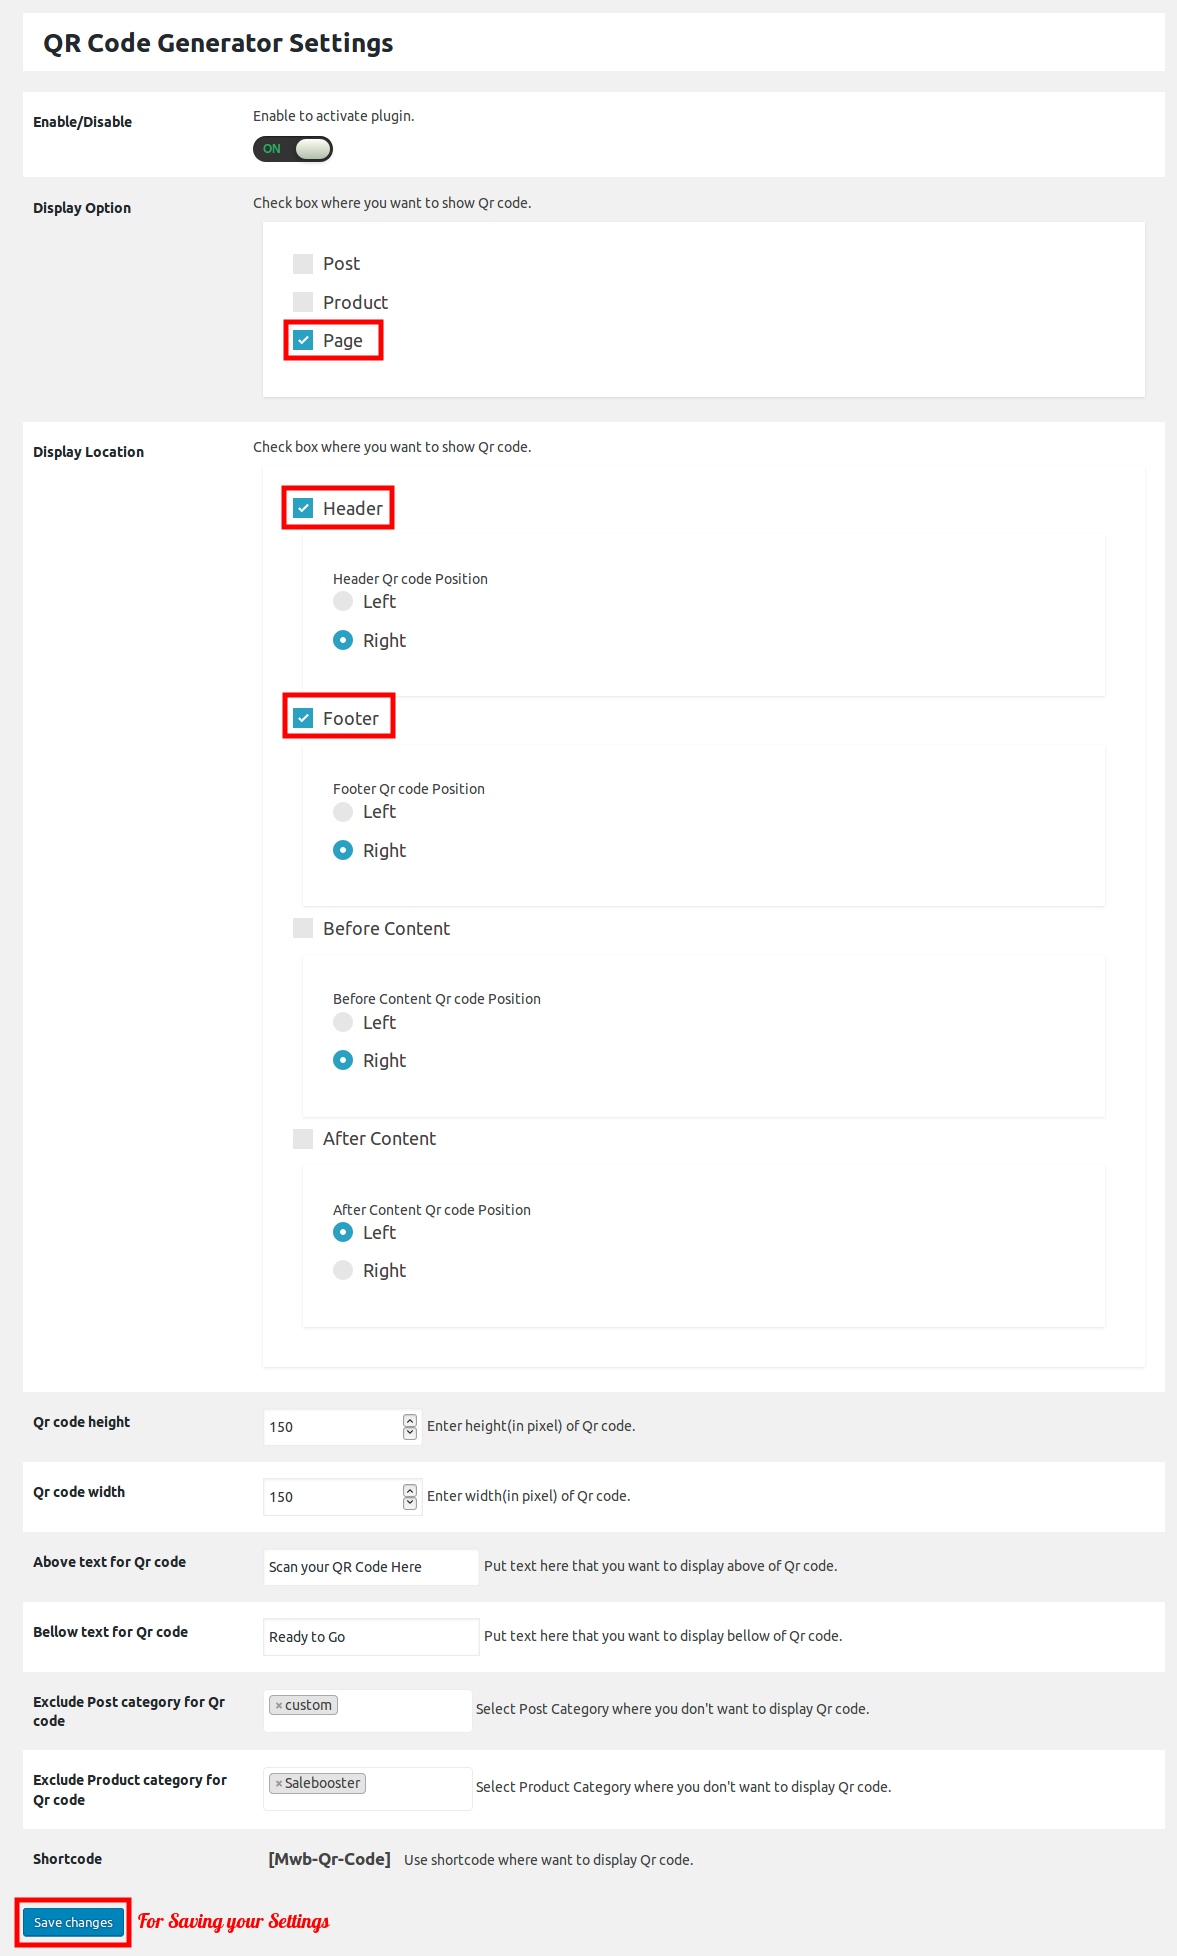 QR Code Generator Settings
Enable/Disable
Enable to activate plugin.
ON
Display Option
Check box where you want to show Qr code.
Post
Product
Page
Display Location
Check box where you want to show Qr code.
Header
Header Qr code Position
Left
Right
Footer
Footer Qr code Position
Left
Right
Before Content
Before Content Qr code Position
Left
Right
After Content
After Content Qr code Position
Left
Right
Qr code height
150
Enter height(in pixel) of Qr code.
Qr code width
150
Enter width(in pixel) of Qr code.
Above text for Qr code
Scan your QR Code Here
Put text here that you want to display above of Qr code.
Bellow text for Qr code
Ready to Go
Put text here that you want to display bellow of Qr code.
Exclude Post category for Qr
code
×custom
Select Post Category where you don't want to display Qr code.
Exclude Product category for
Qr code
×Salebooster
Select Product Category where you don't want to display Qr code.
Shortcode
[Mwb-Qr-Code]
Use shortcode where want to display Qr code.
Save changes
For Saving your Settings